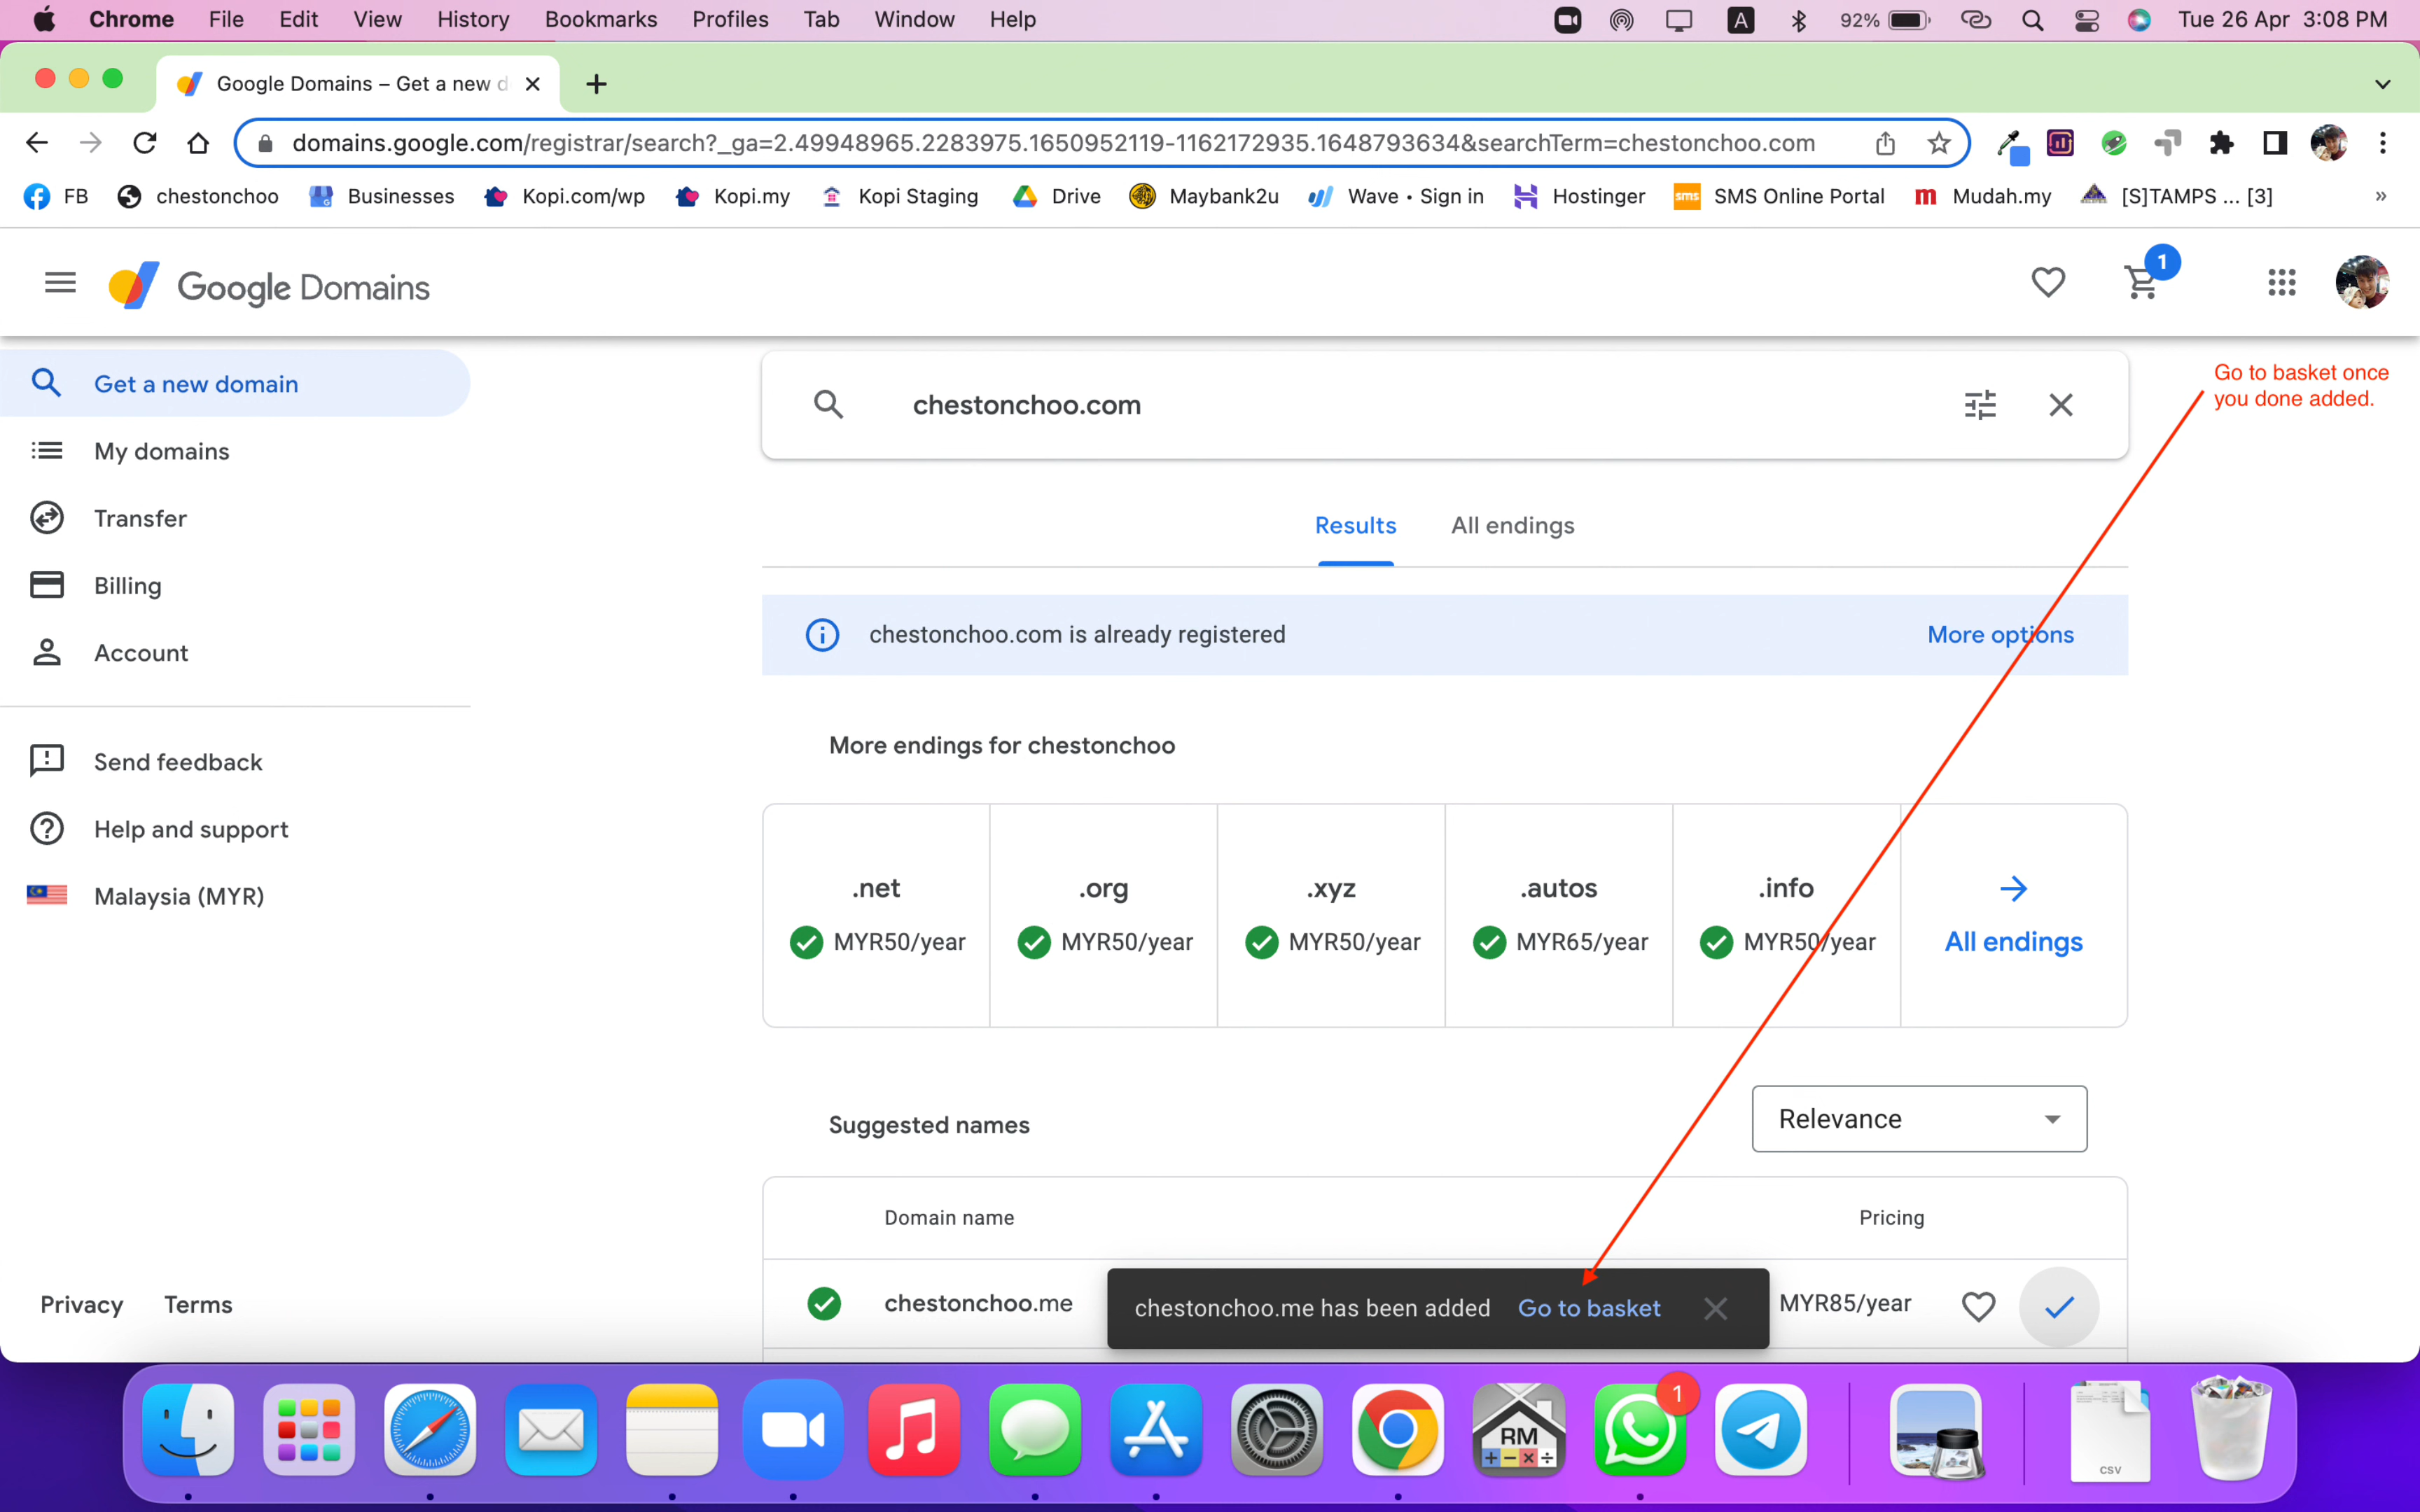 Chrome File Edit View History Bookmarks Profiles Tab Window Help A 92% Tue 26 Apr 3:08 PM
Google Domains – Get a new d
domains.google.com/registrar/search?_ga=2.49948965.2283975.1650952119-1162172935.1648793634&searchTerm=chestonchoo.com
FB chestonchoo Businesses Kopi.com/wp Kopi.my Kopi Staging Drive Maybank2u Wave • Sign in Hostinger sms SMS Online Portal m Mudah.my [S]TAMPS ... [3] »
Google Domains 1
Go to basket once
you done added.
Get a new domain
My domains
Transfer
Billing
Account
Send feedback
Help and support
Malaysia (MYR)
Privacy Terms
chestonchoo.com
Results All endings
chestonchoo.com is already registered More options
More endings for chestonchoo
.net .org .xyz .autos .info
MYR50/year MYR50/year MYR50/year MYR65/year MYR50/year All endings
Suggested names Relevance
Domain name Pricing
chestonchoo.me MYR85/year
chestonchoo.me has been added Go to basket
RM
+ − × ÷
1
CSV